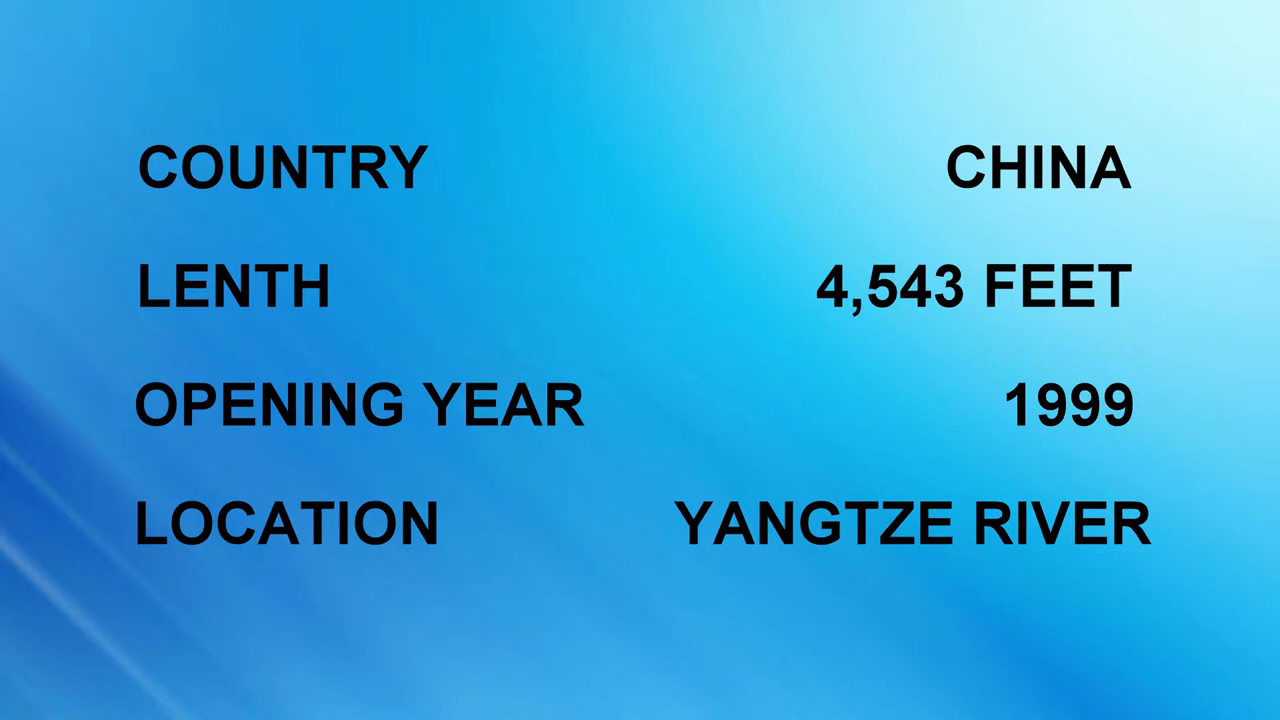 COUNTRY CHINA
LENTH 4,543 FEET
OPENING YEAR 1999
LOCATION YANGTZE RIVER